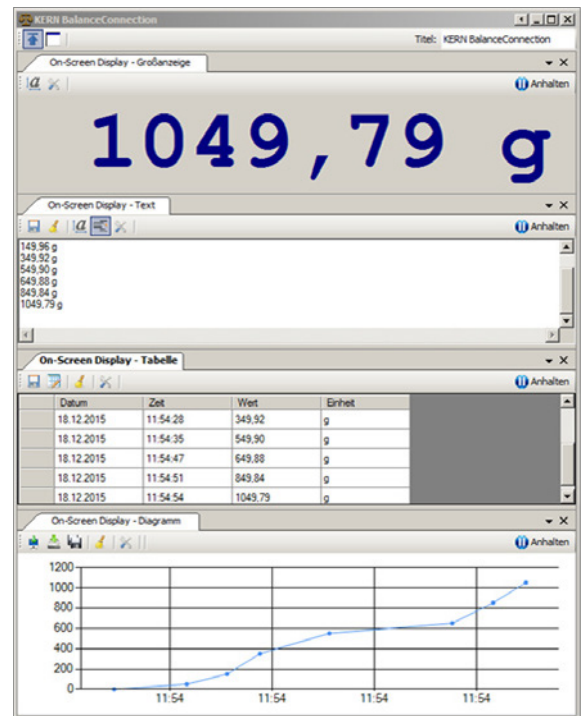 KERN BalanceConnection
Titel: KERN BalanceConnection
On-Screen Display - Großanzeige
a Anhalten
1049,79 g
On-Screen Display - Text
a Anhalten
149,96 g
349,92 g
549,90 g
649,88 g
849,84 g
1049,79 g
On-Screen Display - Tabelle
Anhalten
Datum Zeit Wert Einheit
18.12.2015 11:54:28 349,92 g
18.12.2015 11:54:35 549,90 g
18.12.2015 11:54:47 649,88 g
18.12.2015 11:54:51 849,84 g
18.12.2015 11:54:54 1049,79 g
On-Screen Display - Diagramm
Anhalten
1200
1000
800
600
400
200
0
11:54 11:54 11:54 11:54